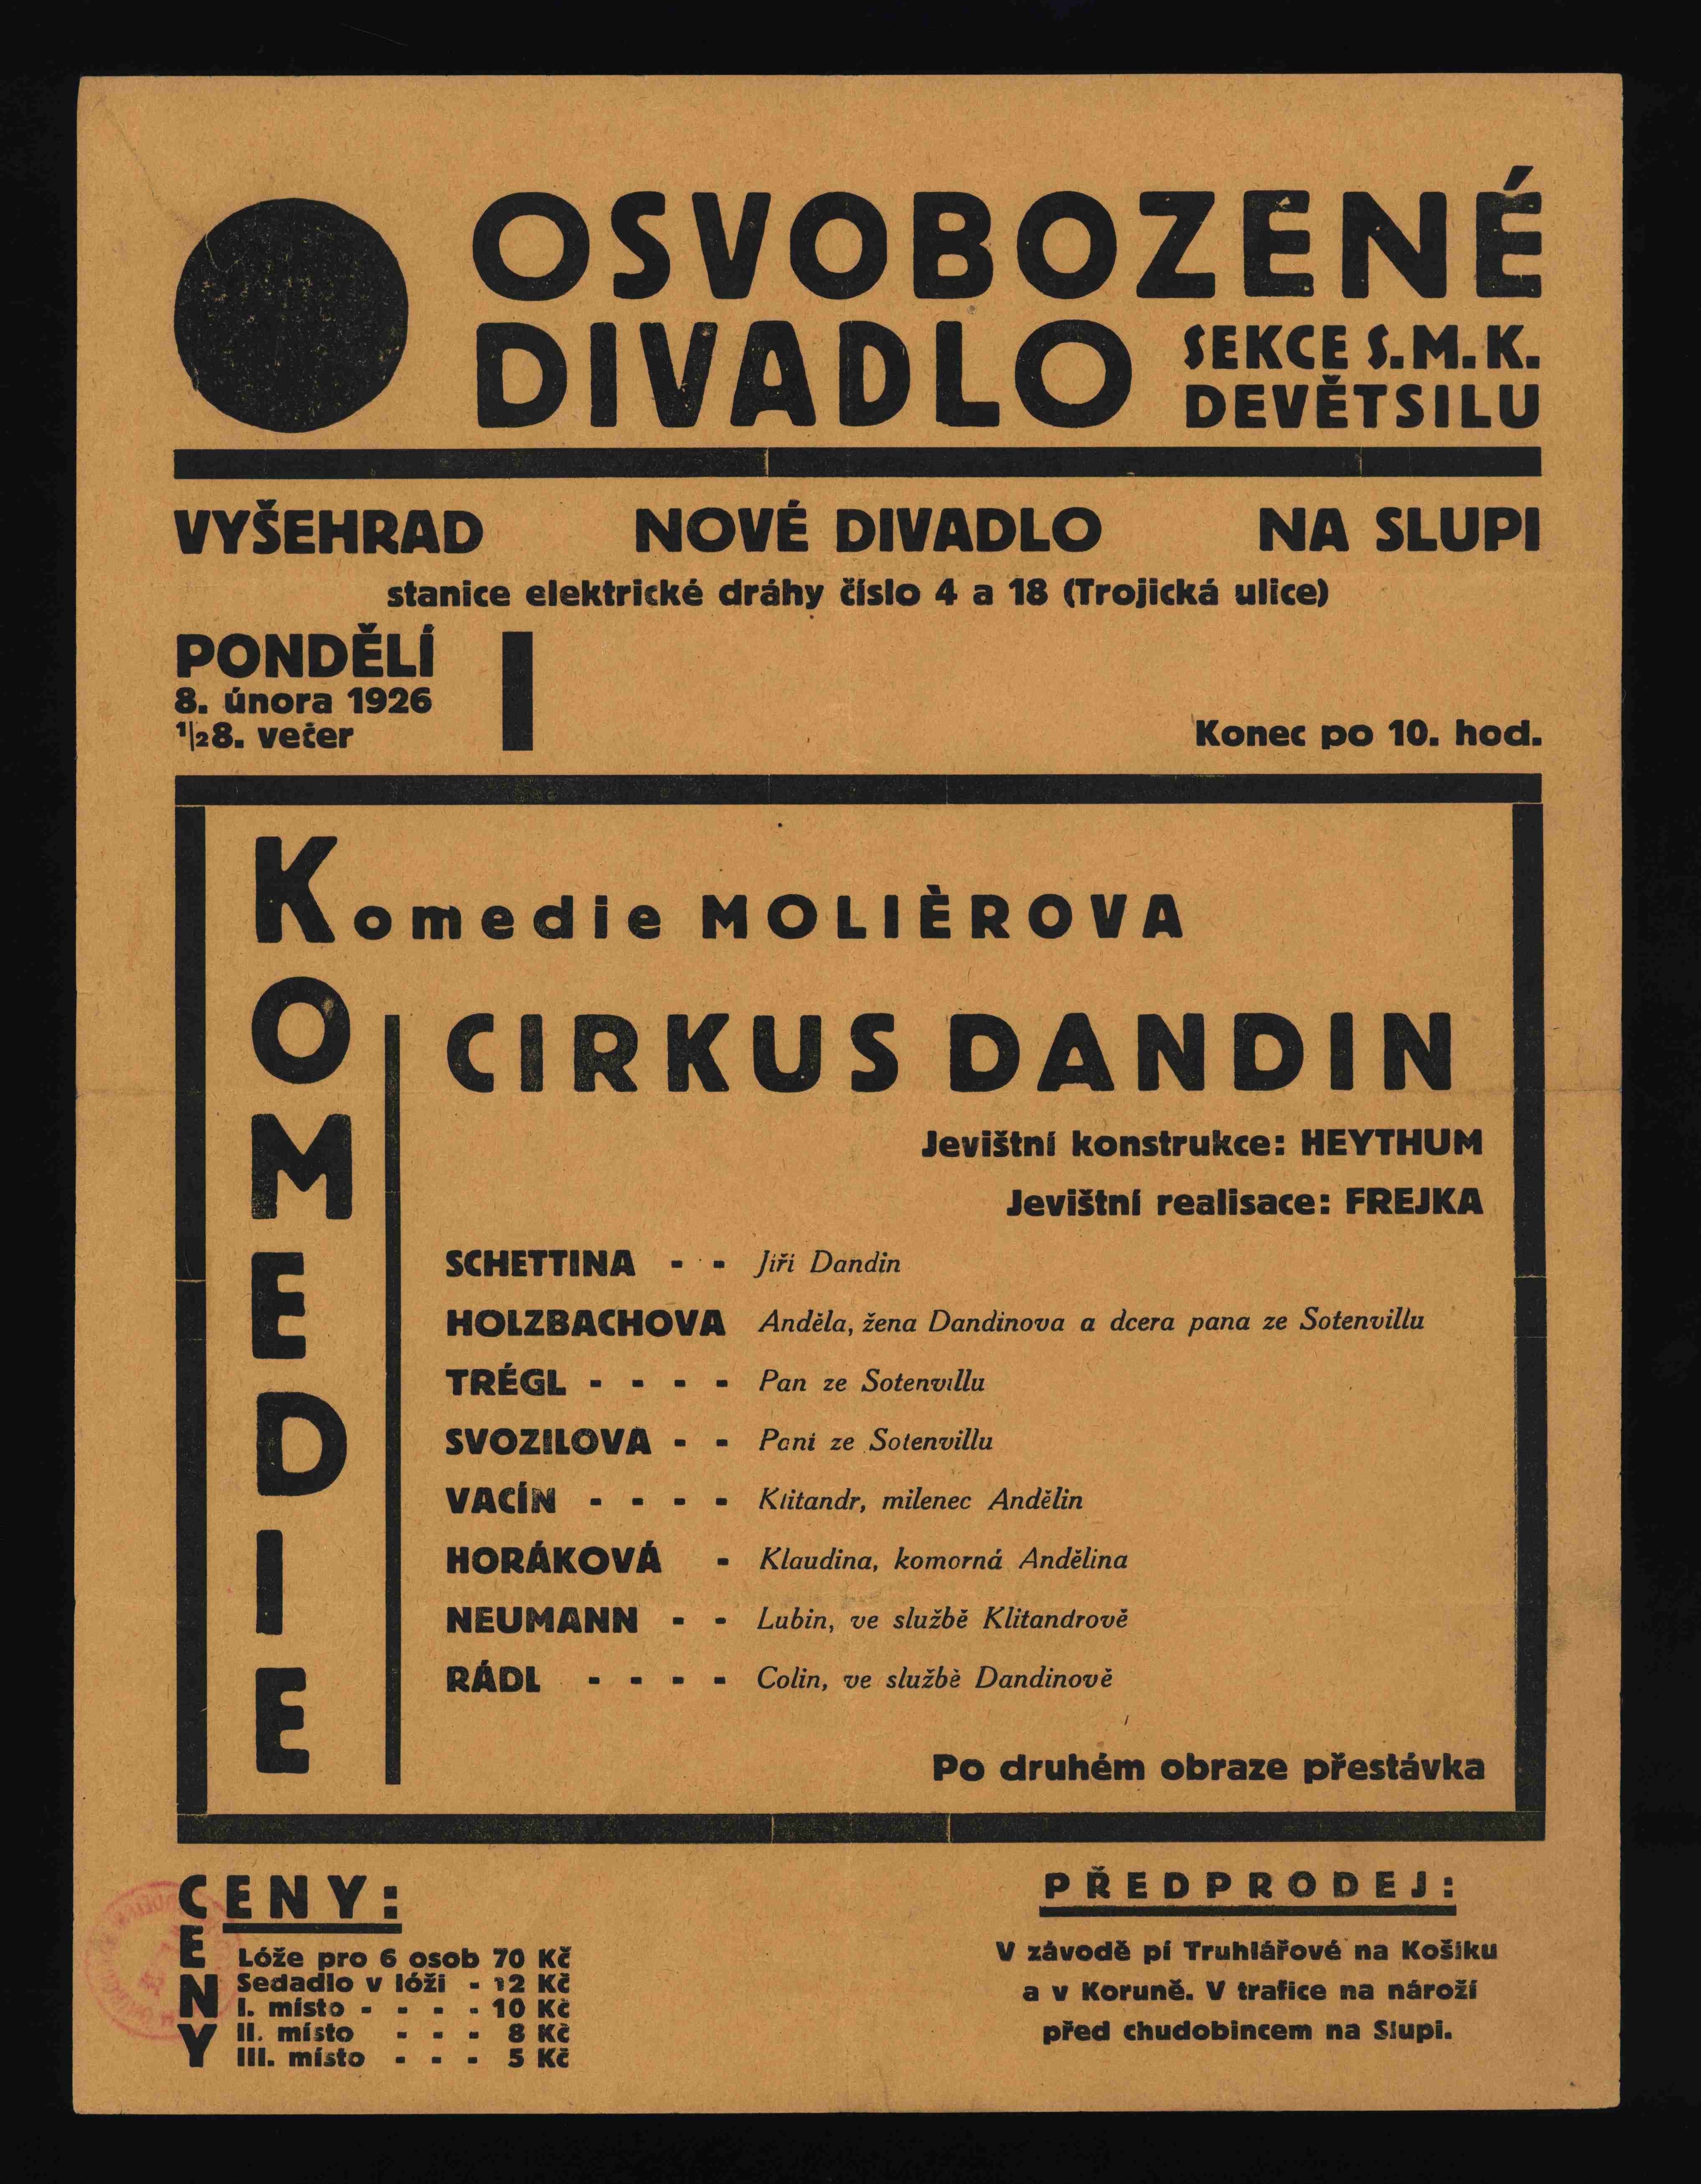 OSVOBOZENÉ
DIVADLO
SEKCE S.M.K.
DEVĚTSILU
VYŠEHRAD NOVÉ DIVADLO NA SLUPI
stanice elektrické dráhy číslo 4 a 18 (Trojická ulice)
PONDĚLÍ
8. února 1926
1/28. večer
Konec po 10. hod.
Komedie MOLIÈROVA
KOMEDIE
CIRKUS DANDIN
Jevištní konstrukce: HEYTHUM
Jevištní realisace: FREJKA
SCHETTINA - - Jiří Dandin
HOLZBACHOVA Anděla, žena Dandinova a dcera pana ze Sotenvillu
TRÉGL - - - - Pan ze Sotenvillu
SVOZILOVA - - Paní ze Sotenvillu
VACÍN - - - - Klitandr, milenec Andělin
HORÁKOVÁ - Klaudina, komorná Andělina
NEUMANN - - Lubin, ve službě Klitandrově
RÁDL - - - - Colin, ve službě Dandinově
Po druhém obraze přestávka
CENY:
CENY
Lóže pro 6 osob 70 Kč
Sedadlo v lóži - 12 Kč
I. místo - - - - 10 Kč
II. místo - - - 8 Kč
III. místo - - - 5 Kč
PŘEDPRODEJ:
V závodě pí Truhlářové na Košíku
a v Koruně. V trafice na nároží
před chudobincem na Slupi.